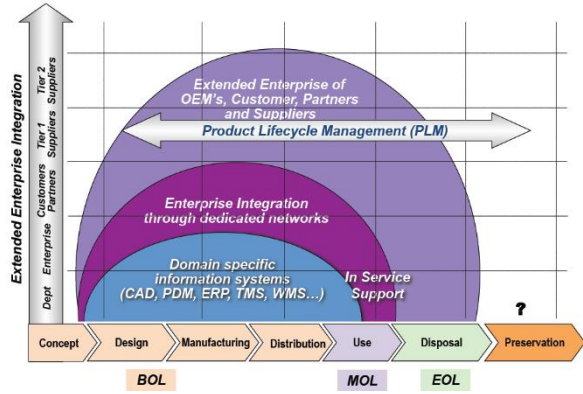 Extended Enterprise Integration
Tier 2
Suppliers
Tier 1
Suppliers
Customers
Partners
Enterprise
Dept
Extended Enterprise of
OEM's, Customer, Partners
and Suppliers
Product Lifecycle Management (PLM)
Enterprise Integration
through dedicated networks
Domain specific
information systems
(CAD, PDM, ERP, TMS, WMS...)
In Service
Support
?
Concept
Design
Manufacturing
Distribution
Use
Disposal
Preservation
BOL
MOL
EOL